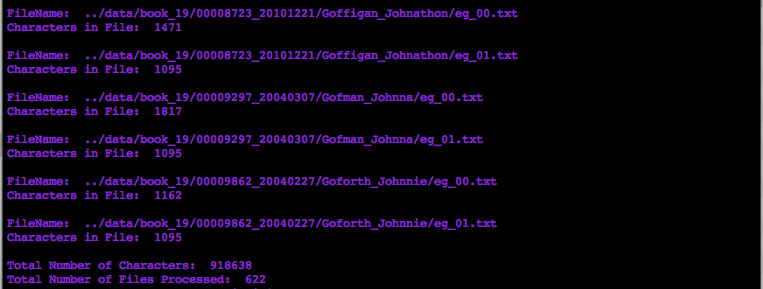 FileName:  ../data/book_19/00008723_20101221/Goffigan_Johnathon/eg_00.txt
Characters in File:  1471
FileName:  ../data/book_19/00008723_20101221/Goffigan_Johnathon/eg_01.txt
Characters in File:  1095
FileName:  ../data/book_19/00009297_20040307/Gofman_Johnna/eg_00.txt
Characters in File:  1817
FileName:  ../data/book_19/00009297_20040307/Gofman_Johnna/eg_01.txt
Characters in File:  1095
FileName:  ../data/book_19/00009862_20040227/Goforth_Johnnie/eg_00.txt
Characters in File:  1162
FileName:  ../data/book_19/00009862_20040227/Goforth_Johnnie/eg_01.txt
Characters in File:  1095
Total Number of Characters:  918638
Total Number of Files Processed:  622